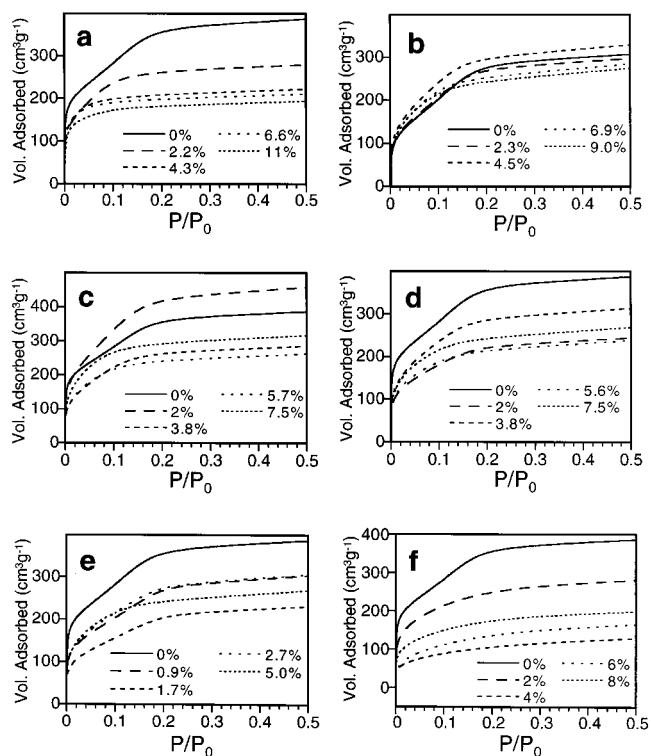 a
Vol. Adsorbed (cm³g⁻¹)
300
200
100
0
0% 6.6%
2.2% 11%
4.3%
0 0.1 0.2 0.3 0.4 0.5
P/P₀
b
Vol. Adsorbed (cm³g⁻¹)
400
300
200
100
0
0% 6.9%
2.3% 9.0%
4.5%
0 0.1 0.2 0.3 0.4 0.5
P/P₀
c
Vol. Adsorbed (cm³g⁻¹)
400
300
200
100
0
0% 5.7%
2% 7.5%
3.8%
0 0.1 0.2 0.3 0.4 0.5
P/P₀
d
Vol. Adsorbed (cm³g⁻¹)
300
200
100
0
0% 5.6%
2% 7.5%
3.8%
0 0.1 0.2 0.3 0.4 0.5
P/P₀
e
Vol. Adsorbed (cm³g⁻¹)
300
200
100
0
0% 2.7%
0.9% 5.0%
1.7%
0 0.1 0.2 0.3 0.4 0.5
P/P₀
f
Vol. Adsorbed (cm³g⁻¹)
400
300
200
100
0
0% 6%
2% 8%
4%
0 0.1 0.2 0.3 0.4 0.5
P/P₀